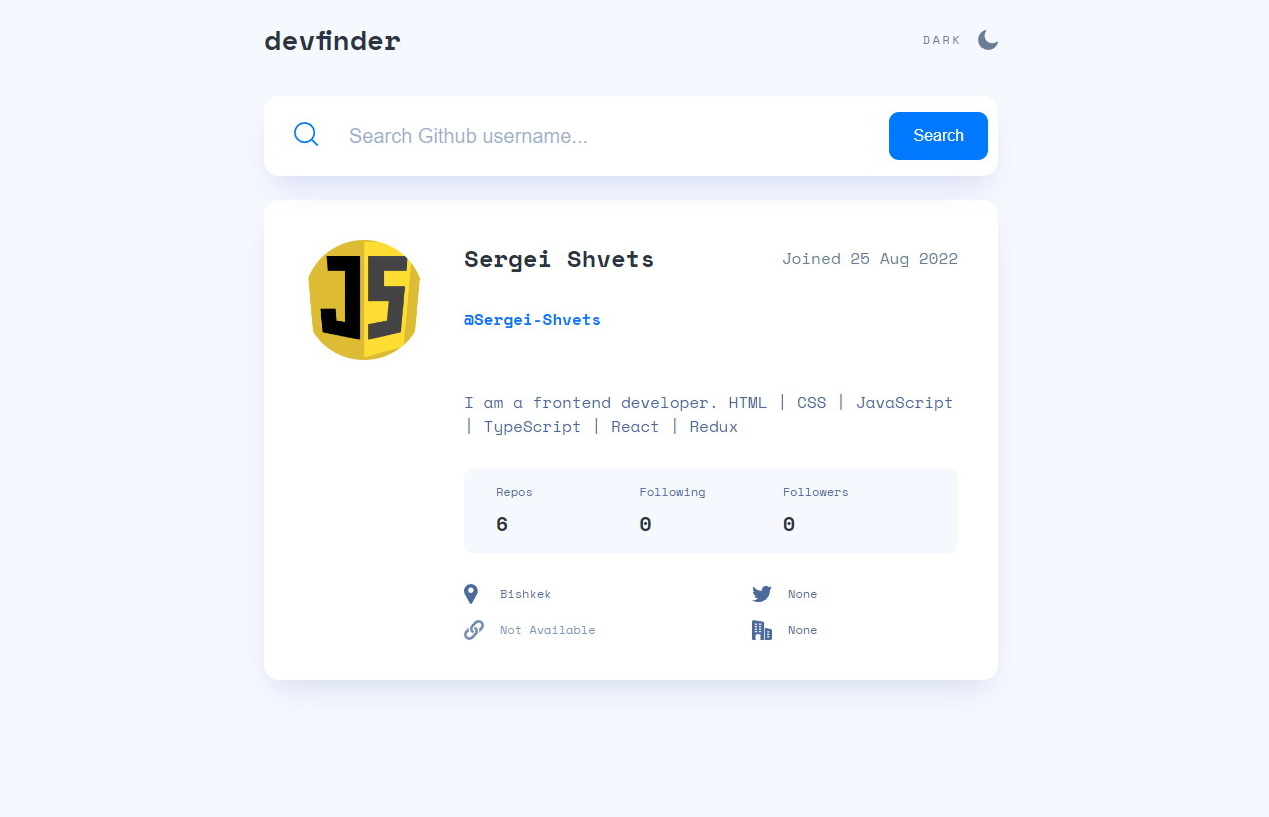 devfinder
DARK
Search Github username...
Search
JS
Sergei Shvets
Joined 25 Aug 2022
@Sergei-Shvets
I am a frontend developer. HTML | CSS | JavaScript
| TypeScript | React | Redux
Repos Following Followers
6 0 0
Bishkek None
Not Available None